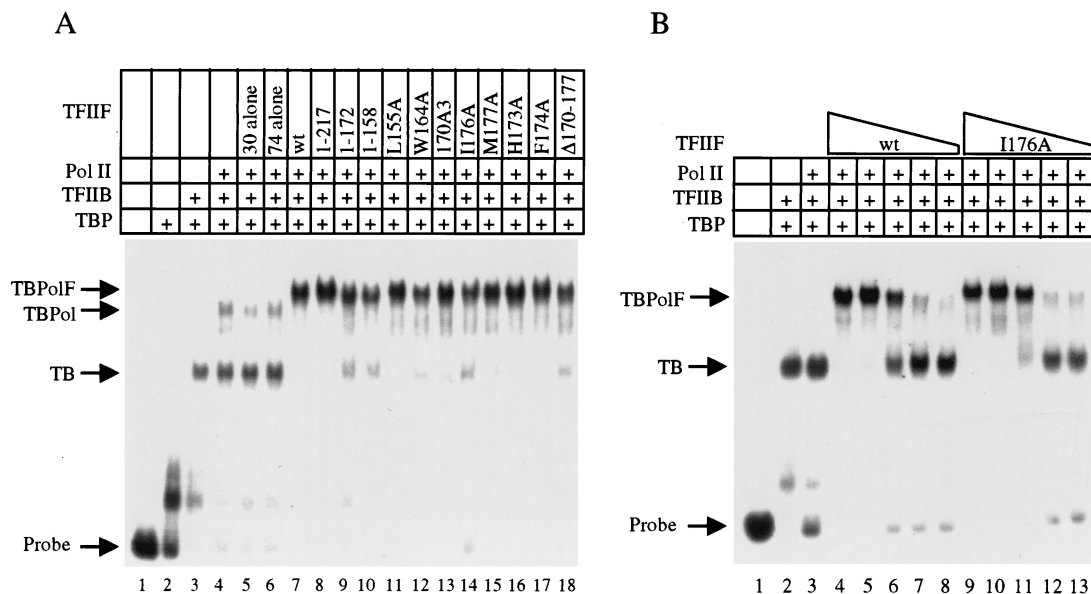 A
TFIIF 30 alone 74 alone wt 1-217 1-172 1-158 L155A W164A 170A3 I176A M177A H173A F174A Δ170-177
Pol II + + + + + + + + + + + + + + +
TFIIB + + + + + + + + + + + + + + + +
TBP + + + + + + + + + + + + + + + + +
TBPolF
TBPol
TB
Probe
1 2 3 4 5 6 7 8 9 10 11 12 13 14 15 16 17 18
B
TFIIF wt I176A
Pol II + + + + + + + + + + +
TFIIB + + + + + + + + + + + +
TBP + + + + + + + + + + + +
TBPolF
TB
Probe
1 2 3 4 5 6 7 8 9 10 11 12 13